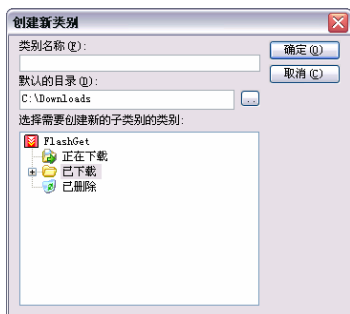 创建新类别
类别名称(F):
确定(O)
取消(C)
默认的目录(D):
C:\Downloads
..
选择需要创建新的子类别的类别:
FlashGet
正在下载
已下载
已删除